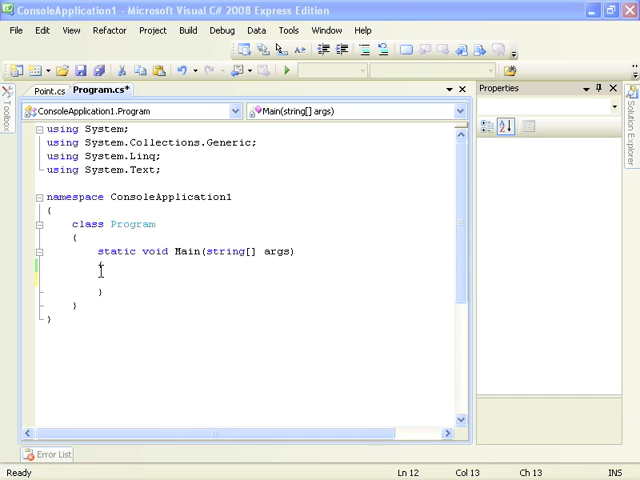 ConsoleApplication1 - Microsoft Visual C# 2008 Express Edition
File Edit View Refactor Project Build Debug Data Tools Window Help
Point.cs Program.cs*
Properties
ConsoleApplication1.Program Main(string[] args)
using System;
using System.Collections.Generic;
using System.Linq;
using System.Text;
namespace ConsoleApplication1
{
class Program
{
static void Main(string[] args)
{
}
}
}
Toolbox
Solution Explorer
Error List
Ready Ln 12 Col 13 Ch 13 INS